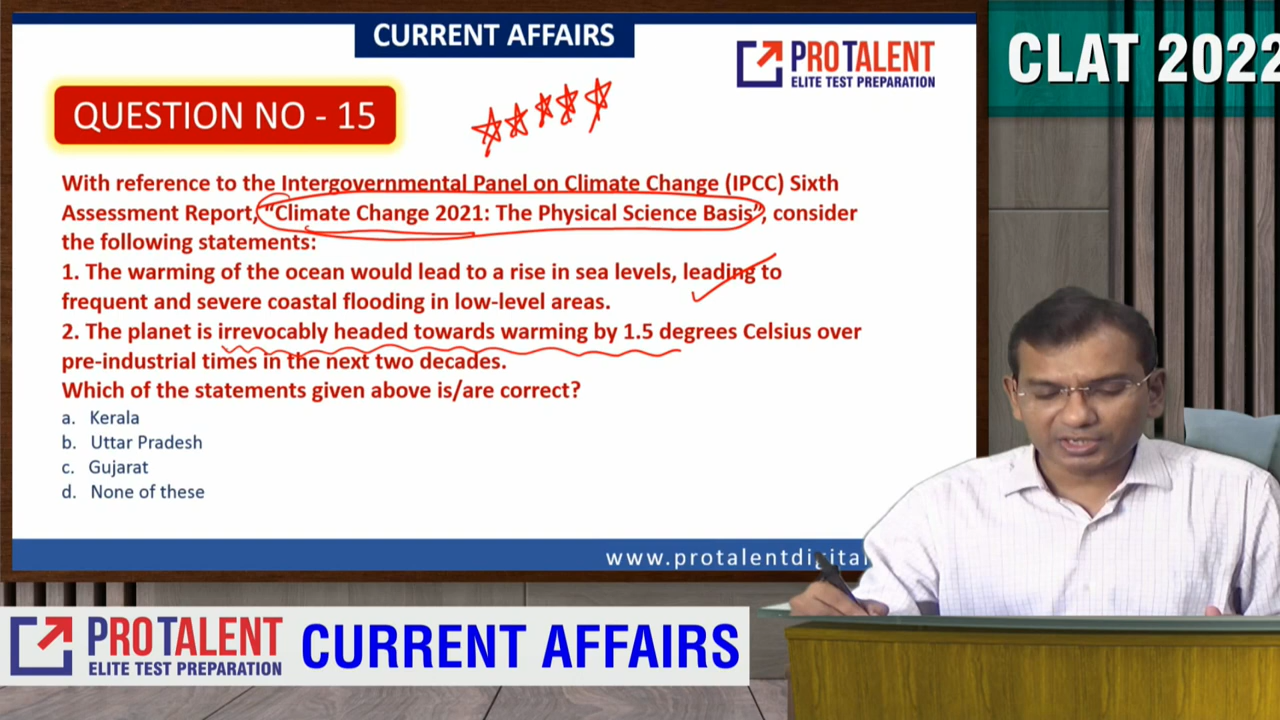 CURRENT AFFAIRS
PROTALENT
ELITE TEST PREPARATION
CLAT 2022
QUESTION NO - 15
With reference to the Intergovernmental Panel on Climate Change (IPCC) Sixth
Assessment Report, “Climate Change 2021: The Physical Science Basis”, consider
the following statements:
1. The warming of the ocean would lead to a rise in sea levels, leading to
frequent and severe coastal flooding in low-level areas.
2. The planet is irrevocably headed towards warming by 1.5 degrees Celsius over
pre-industrial times in the next two decades.
Which of the statements given above is/are correct?
a. Kerala
b. Uttar Pradesh
c. Gujarat
d. None of these
www.protalentdigital
PROTALENT
ELITE TEST PREPARATION
CURRENT AFFAIRS